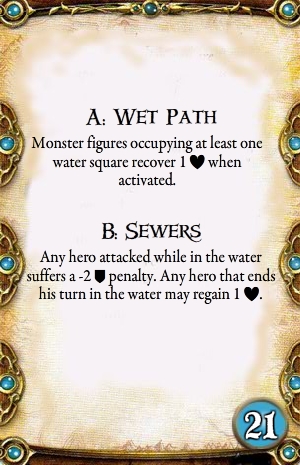 A: Wet Path
Monster figures occupying at least one
water square recover 1 ♥ when
activated.
B: Sewers
Any hero attacked while in the water
suffers a -2 penalty. Any hero that ends
his turn in the water may regain 1 ♥.
21